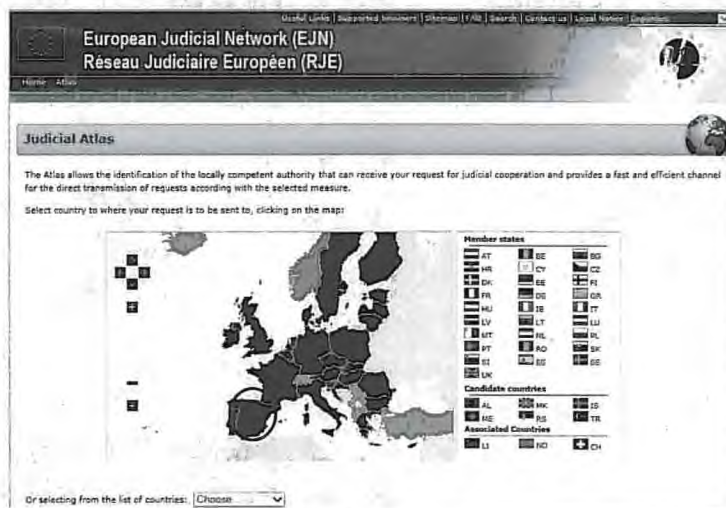 Useful Links | Supported browsers | Sitemap | FAQ | Search | Contact us | Legal Notice |
European Judicial Network (EJN)
Réseau Judiciaire Européen (RJE)
Home Atlas
Judicial Atlas
The Atlas allows the identification of the locally competent authority that can receive your request for judicial cooperation and provides a fast and efficient channel
for the direct transmission of requests according with the selected measure.
Select country to where your request is to be sent to, clicking on the map:
Member states
AT BE BG
HR CY CZ
DK EE FI
FR DE GR
HU IE IT
LV LT LU
MT NL PL
PT RO SK
SI ES SE
UK
Candidate countries
AL MK IS
ME RS TR
Associated Countries
LI NO CH
Or selecting from the list of countries: Choose